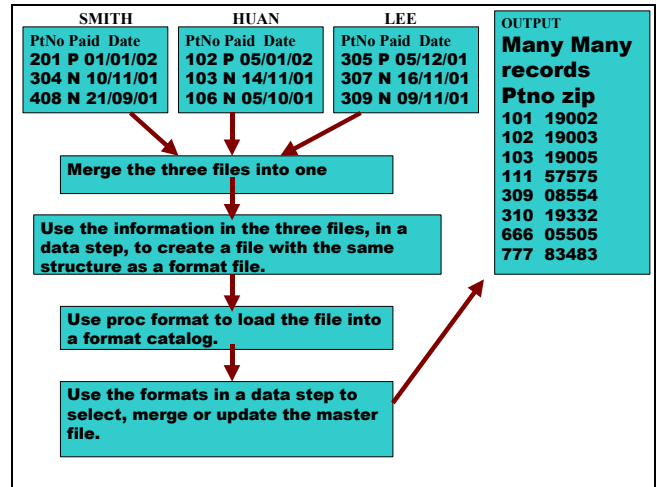 SMITH
PtNo Paid Date
201 P 01/01/02
304 N 10/11/01
408 N 21/09/01
HUAN
PtNo Paid Date
102 P 05/01/02
103 N 14/11/01
106 N 05/10/01
LEE
PtNo Paid Date
305 P 05/12/01
307 N 16/11/01
309 N 09/11/01
Merge the three files into one
Use the information in the three files, in a
data step, to create a file with the same
structure as a format file.
Use proc format to load the file into
a format catalog.
Use the formats in a data step to
select, merge or update the master
file.
OUTPUT
Many Many
records
Ptno zip
101 19002
102 19003
103 19005
111 57575
309 08554
310 19332
666 05505
777 83483